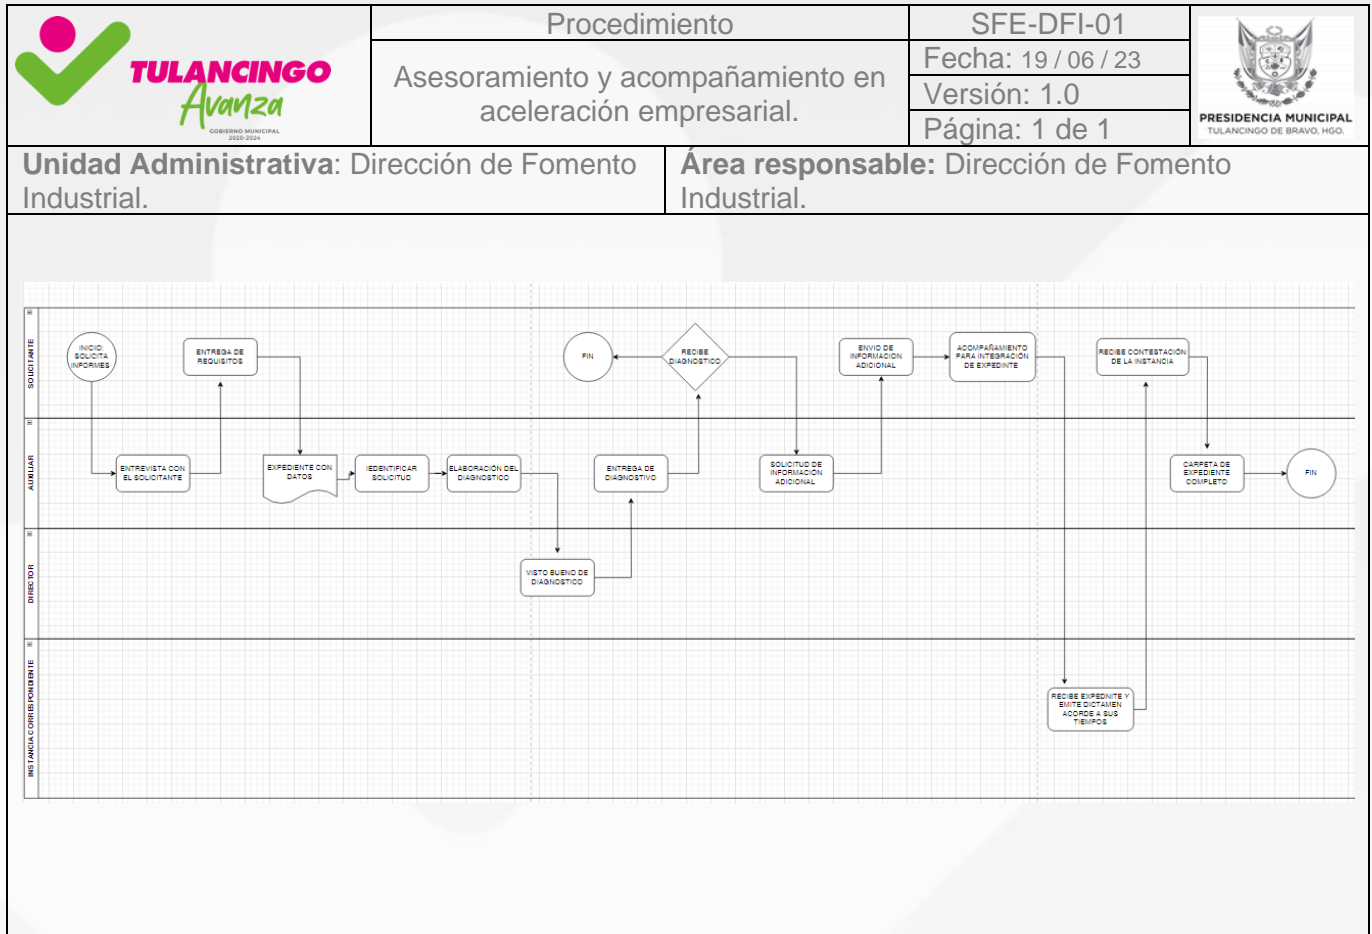 TULANCINGO
Avanza
GOBIERNO MUNICIPAL
2020-2024
Procedimiento
Asesoramiento y acompañamiento en
aceleración empresarial.
SFE-DFI-01
Fecha: 19 / 06 / 23
Versión: 1.0
Página: 1 de 1
PRESIDENCIA MUNICIPAL
TULANCINGO DE BRAVO, HGO.
Unidad Administrativa: Dirección de Fomento
Industrial.
Área responsable: Dirección de Fomento
Industrial.
SOLICITANTE
INICIO:
SOLICITA
INFORMES
ENTREGA DE
REQUISITOS
FIN
RECIBE
DIAGNOSTICO
ENVIO DE
INFORMACION
ADICIONAL
ACOMPAÑAMIENTO
PARA INTEGRACIÓN
DE EXPEDINTE
RECIBE CONTESTACIÓN
DE LA INSTANCIA
AUXILIAR
ENTREVISTA CON
EL SOLICITANTE
EXPEDIENTE CON
DATOS
IEDENTIFICAR
SOLICITUD
ELABORACIÓN DEL
DIAGNOSTICO
ENTREGA DE
DIAGNOSTIVO
SOLICITUD DE
INFORMACIÓN
ADICIONAL
CARPETA DE
EXPEDIENTE
COMPLETO
FIN
DIRECTOR
VISTO BUENO DE
DIAGNOSTICO
INSTANCIA CORRESPONDIENTE
RECIBE EXPEDNITE Y
EMITE DICTAMEN
ACORDE A SUS
TIEMPOS